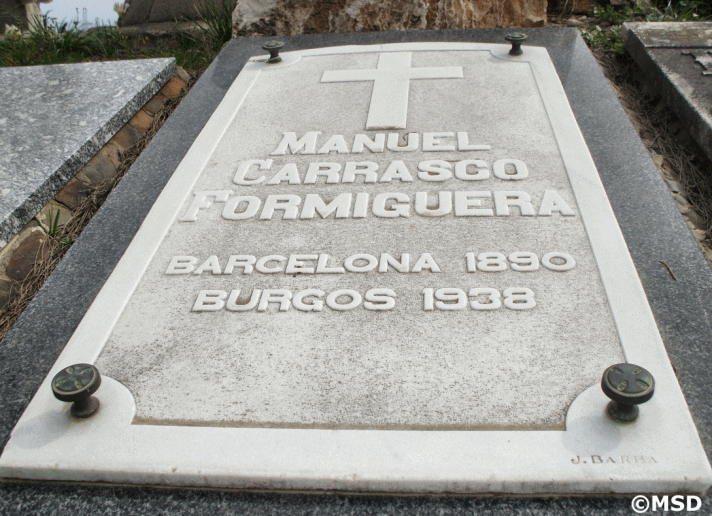 MANUEL
CARRASCO
FORMIGUERA
BARCELONA 1890
BURGOS 1938
J. BARBA
©MSD